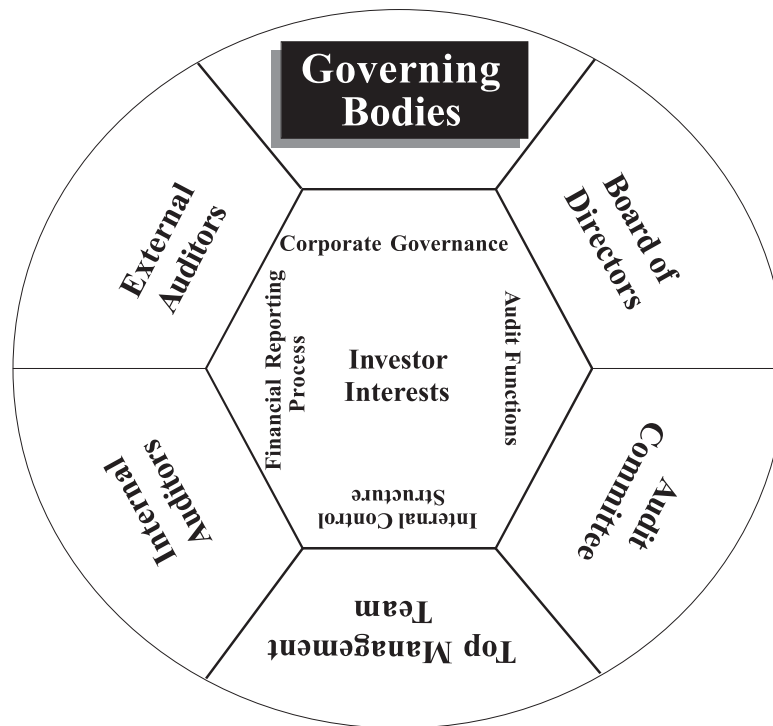 Governing
Bodies
Board of
Directors
Audit
Committee
Top Management
Team
Internal
Auditors
External
Auditors
Corporate Governance
Audit Functions
Internal Control
Structure
Financial Reporting
Process
Investor
Interests